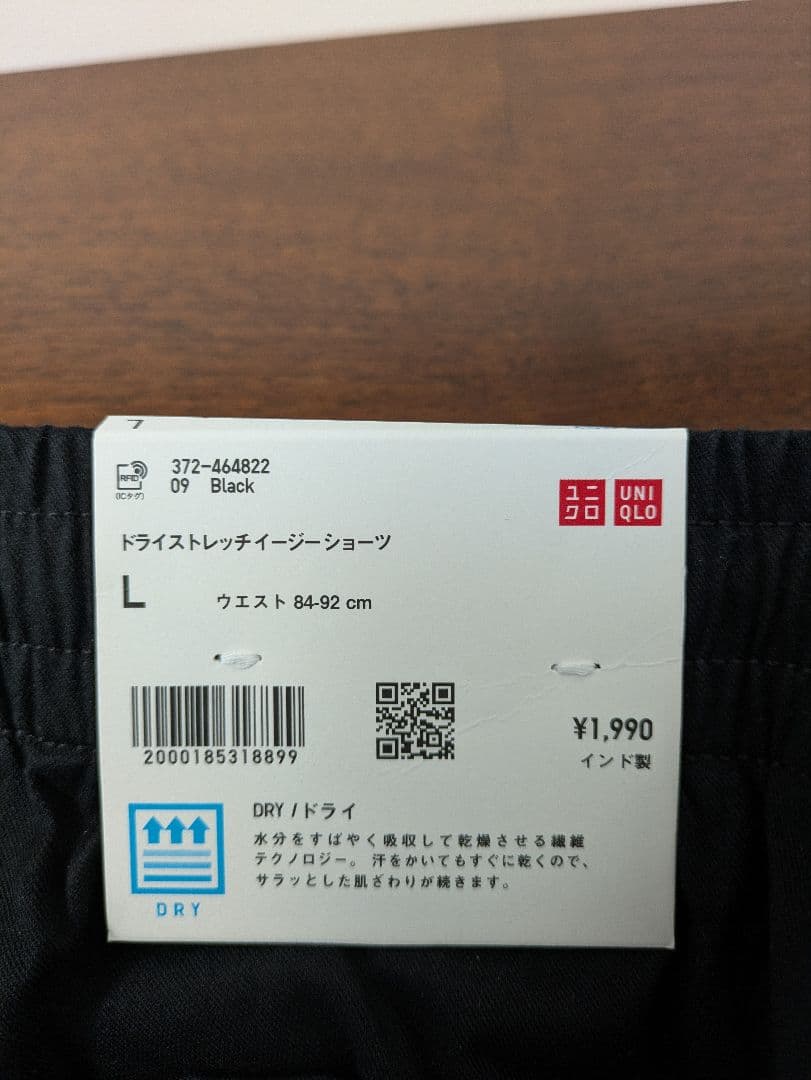 372-464822
09 Black
RFID
(ICタグ)
ユニ
クロ
UNI
QLO
ドライストレッチイージーショーツ
L
ウエスト 84-92 cm
2000185318899
¥1,990
インド製
DRY / ドライ
水分をすばやく吸収して乾燥させる繊維
テクノロジー。汗をかいてもすぐに乾くので、
サラッとした肌ざわりが続きます。
DRY